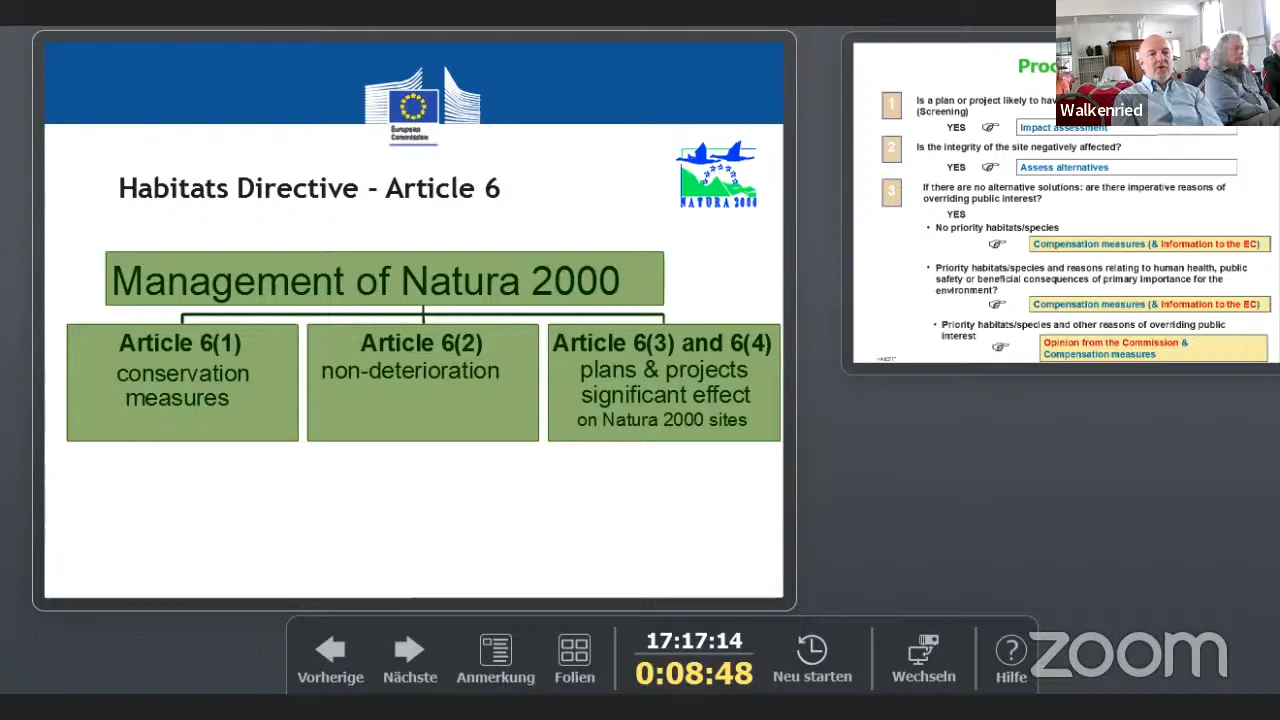 European
Commission
NATURA 2000
Habitats Directive - Article 6
Management of Natura 2000
Article 6(1)
conservation
measures
Article 6(2)
non-deterioration
Article 6(3) and 6(4)
plans & projects
significant effect
on Natura 2000 sites
Proc
1
Is a plan or project likely to hav
(Screening)
YES
Impact assessment
2
Is the integrity of the site negatively affected?
YES
Assess alternatives
3
If there are no alternative solutions: are there imperative reasons of
overriding public interest?
YES
• No priority habitats/species
Compensation measures (& Information to the EC)
• Priority habitats/species and reasons relating to human health, public
safety or beneficial consequences of primary importance for the
environment?
Compensation measures (& Information to the EC)
• Priority habitats/species and other reasons of overriding public
interest
Opinion from the Commission &
Compensation measures
Walkenried
Vorherige
Nächste
Anmerkung
Folien
17:17:14
0:08:48
Neu starten
Wechseln
Hilfe
zoom